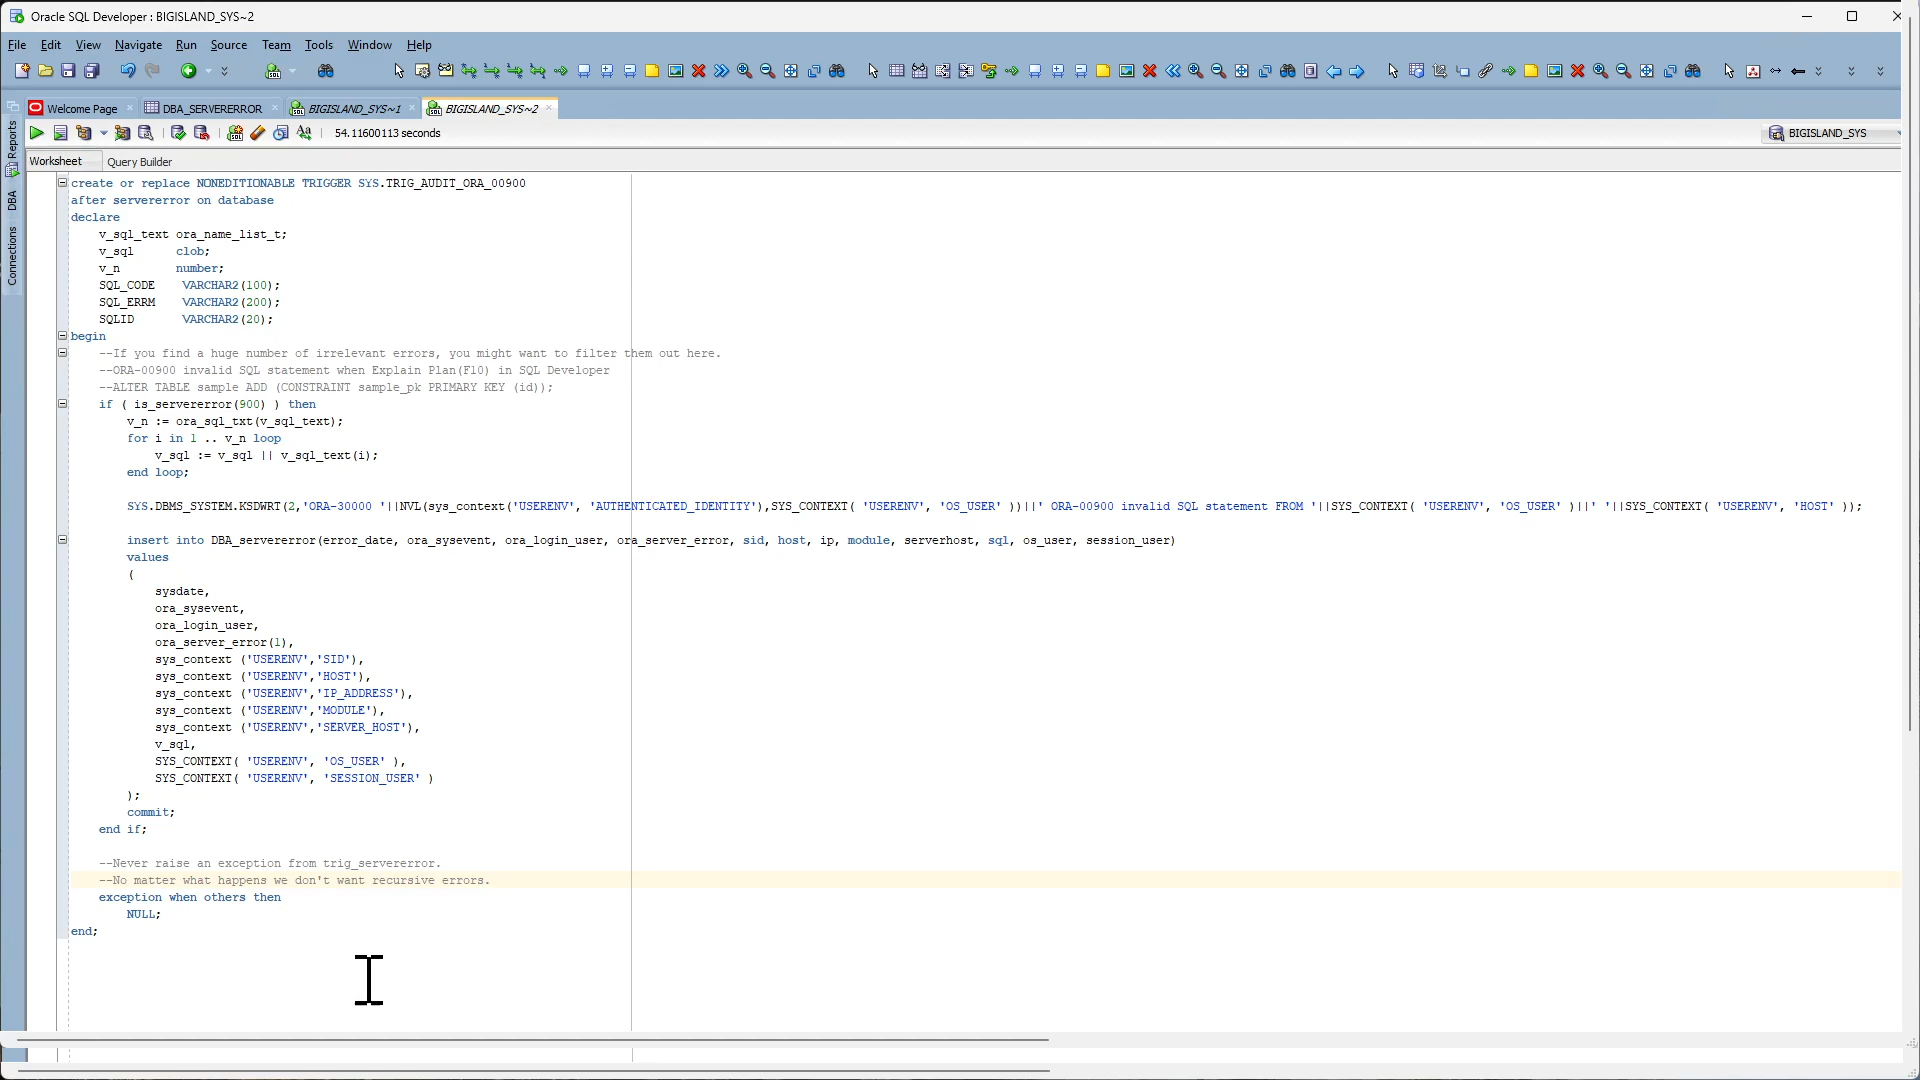 Oracle SQL Developer : BIGISLAND_SYS~2
File Edit View Navigate Run Source Team Tools Window Help
Welcome Page DBA_SERVERERROR BIGISLAND_SYS~1 BIGISLAND_SYS~2
54.11600113 seconds BIGISLAND_SYS
Reports
DBA
Connections
Worksheet Query Builder
create or replace NONEDITIONABLE TRIGGER SYS.TRIG_AUDIT_ORA_00900
after servererror on database
declare
    v_sql_text ora_name_list_t;
    v_sql      clob;
    v_n        number;
    SQL_CODE    VARCHAR2(100);
    SQL_ERRM    VARCHAR2(200);
    SQLID       VARCHAR2(20);
begin
    --If you find a huge number of irrelevant errors, you might want to filter them out here.
    --ORA-00900 invalid SQL statement when Explain Plan(F10) in SQL Developer
    --ALTER TABLE sample ADD (CONSTRAINT sample_pk PRIMARY KEY (id));
    if ( is_servererror(900) ) then
        v_n := ora_sql_txt(v_sql_text);
        for i in 1 .. v_n loop
            v_sql := v_sql || v_sql_text(i);
        end loop;
        SYS.DBMS_SYSTEM.KSDWRT(2,'ORA-30000 '||NVL(sys_context('USERENV', 'AUTHENTICATED_IDENTITY'),SYS_CONTEXT( 'USERENV', 'OS_USER' ))||' ORA-00900 invalid SQL statement FROM '||SYS_CONTEXT( 'USERENV', 'OS_USER' )||' '||SYS_CONTEXT( 'USERENV', 'HOST' ));
        insert into DBA_servererror(error_date, ora_sysevent, ora_login_user, ora_server_error, sid, host, ip, module, serverhost, sql, os_user, session_user)
        values
        (
            sysdate,
            ora_sysevent,
            ora_login_user,
            ora_server_error(1),
            sys_context ('USERENV','SID'),
            sys_context ('USERENV','HOST'),
            sys_context ('USERENV','IP_ADDRESS'),
            sys_context ('USERENV','MODULE'),
            sys_context ('USERENV','SERVER_HOST'),
            v_sql,
            SYS_CONTEXT( 'USERENV', 'OS_USER' ),
            SYS_CONTEXT( 'USERENV', 'SESSION_USER' )
        );
        commit;
    end if;
    --Never raise an exception from trig_servererror.
    --No matter what happens we don't want recursive errors.
    exception when others then
        NULL;
end;